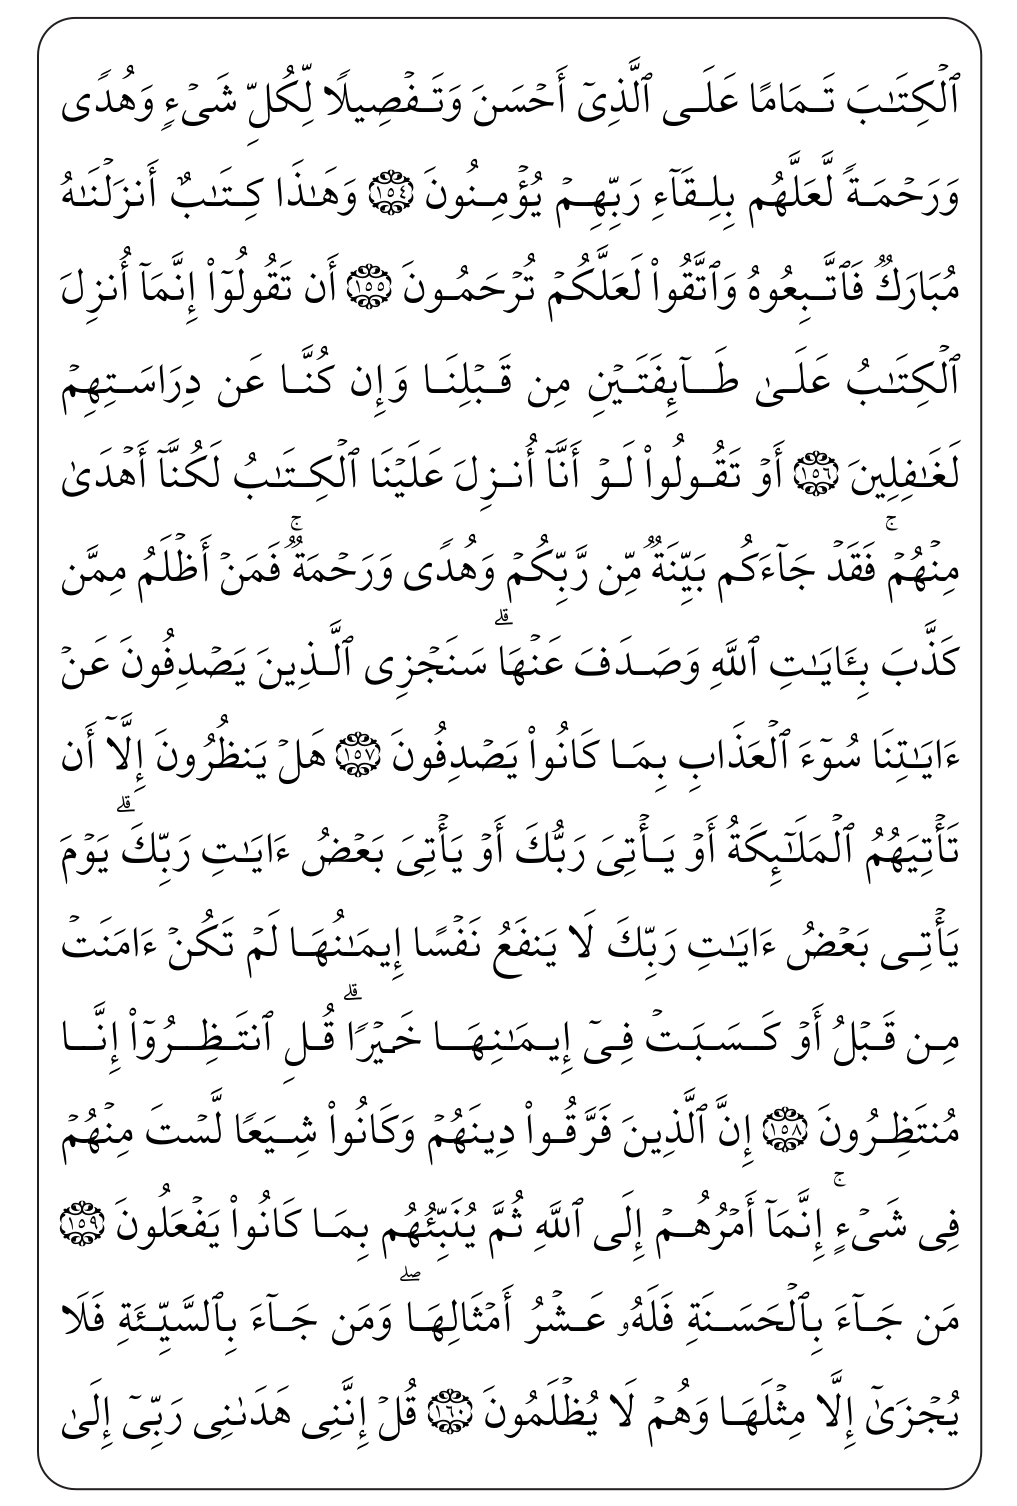 ٱلۡكِتَـٰبَ تَمَامًا عَلَى ٱلَّذِىٓ أَحۡسَنَ وَتَفۡصِيلًا لِّكُلِّ شَىۡءٍ وَهُدًى
وَرَحۡمَةً لَّعَلَّهُم بِلِقَآءِ رَبِّهِمۡ يُؤۡمِنُونَ ١٥٤ وَهَـٰذَا كِتَـٰبٌ أَنزَلۡنَـٰهُ
مُبَارَكٌ فَٱتَّبِعُوهُ وَٱتَّقُواْ لَعَلَّكُمۡ تُرۡحَمُونَ ١٥٥ أَن تَقُولُوٓاْ إِنَّمَآ أُنزِلَ
ٱلۡكِتَـٰبُ عَلَىٰ طَآئِفَتَيۡنِ مِن قَبۡلِنَا وَإِن كُنَّا عَن دِرَاسَتِهِمۡ
لَغَـٰفِلِينَ ١٥٦ أَوۡ تَقُولُواْ لَوۡ أَنَّآ أُنزِلَ عَلَيۡنَا ٱلۡكِتَـٰبُ لَكُنَّآ أَهۡدَىٰ
مِنۡهُمۡۚ فَقَدۡ جَآءَكُم بَيِّنَةٌ مِّن رَّبِّكُمۡ وَهُدًى وَرَحۡمَةٌۚ فَمَنۡ أَظۡلَمُ مِمَّن
كَذَّبَ بِـَٔايَـٰتِ ٱللَّهِ وَصَدَفَ عَنۡهَاۗ سَنَجۡزِى ٱلَّذِينَ يَصۡدِفُونَ عَنۡ
ءَايَـٰتِنَا سُوٓءَ ٱلۡعَذَابِ بِمَا كَانُواْ يَصۡدِفُونَ ١٥٧ هَلۡ يَنظُرُونَ إِلَّآ أَن
تَأۡتِيَهُمُ ٱلۡمَلَـٰٓئِكَةُ أَوۡ يَأۡتِىَ رَبُّكَ أَوۡ يَأۡتِىَ بَعۡضُ ءَايَـٰتِ رَبِّكَۗ يَوۡمَ
يَأۡتِى بَعۡضُ ءَايَـٰتِ رَبِّكَ لَا يَنفَعُ نَفۡسًا إِيمَـٰنُهَا لَمۡ تَكُنۡ ءَامَنَتۡ
مِن قَبۡلُ أَوۡ كَسَبَتۡ فِىٓ إِيمَـٰنِهَا خَيۡرًاۗ قُلِ ٱنتَظِرُوٓاْ إِنَّا
مُنتَظِرُونَ ١٥٨ إِنَّ ٱلَّذِينَ فَرَّقُواْ دِينَهُمۡ وَكَانُواْ شِيَعًا لَّسۡتَ مِنۡهُمۡ
فِى شَىۡءٍۚ إِنَّمَآ أَمۡرُهُمۡ إِلَى ٱللَّهِ ثُمَّ يُنَبِّئُهُم بِمَا كَانُواْ يَفۡعَلُونَ ١٥٩
مَن جَآءَ بِٱلۡحَسَنَةِ فَلَهُۥ عَشۡرُ أَمۡثَالِهَاۖ وَمَن جَآءَ بِٱلسَّيِّئَةِ فَلَا
يُجۡزَىٰٓ إِلَّا مِثۡلَهَا وَهُمۡ لَا يُظۡلَمُونَ ١٦٠ قُلۡ إِنَّنِى هَدَىٰنِى رَبِّىٓ إِلَىٰ